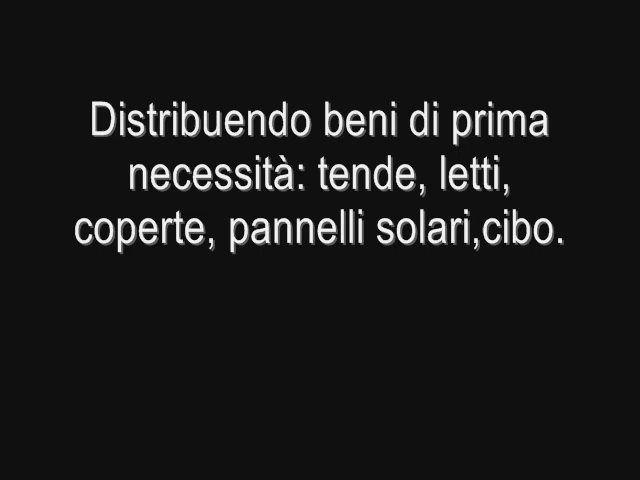 Distribuendo beni di prima
necessità: tende, letti,
coperte, pannelli solari,cibo.